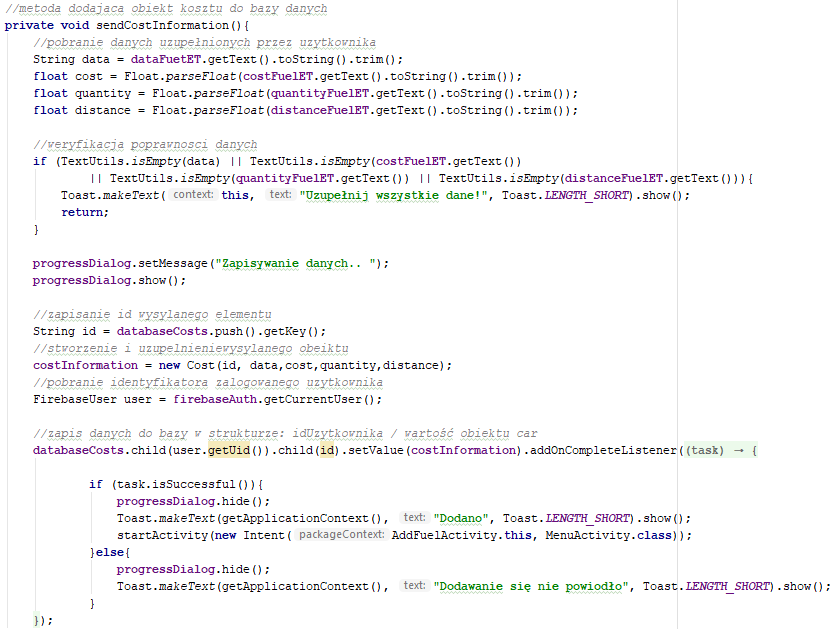 //metoda dodajaca obiekt kosztu do bazy danych
private void sendCostInformation(){
//pobranie danych uzupełnionych przez uzytkownika
String data = dataFuetET.getText().toString().trim();
float cost = Float.parseFloat(costFuelET.getText().toString().trim());
float quantity = Float.parseFloat(quantityFuelET.getText().toString().trim());
float distance = Float.parseFloat(distanceFuelET.getText().toString().trim());
//weryfikacja poprawnosci danych
if (TextUtils.isEmpty(data) || TextUtils.isEmpty(costFuelET.getText())
|| TextUtils.isEmpty(quantityFuelET.getText()) || TextUtils.isEmpty(distanceFuelET.getText())){
Toast.makeText( context: this, text: "Uzupełnij wszystkie dane!", Toast.LENGTH_SHORT).show();
return;
}
progressDialog.setMessage("Zapisywanie danych.. ");
progressDialog.show();
//zapisanie id wysylanego elementu
String id = databaseCosts.push().getKey();
//stworzenie i uzupelnieniewysylanego obeiktu
costInformation = new Cost(id, data,cost,quantity,distance);
//pobranie identyfikatora zalogowanego uzytkownika
FirebaseUser user = firebaseAuth.getCurrentUser();
//zapis danych do bazy w strukturze: idUzytkownika / wartość obiektu car
databaseCosts.child(user.getUid()).child(id).setValue(costInformation).addOnCompleteListener((task) → {
if (task.isSuccessful()){
progressDialog.hide();
Toast.makeText(getApplicationContext(), text: "Dodano", Toast.LENGTH_SHORT).show();
startActivity(new Intent( packageContext: AddFuelActivity.this, MenuActivity.class));
}else{
progressDialog.hide();
Toast.makeText(getApplicationContext(), text: "Dodawanie się nie powiodło", Toast.LENGTH_SHORT).show();
}
});